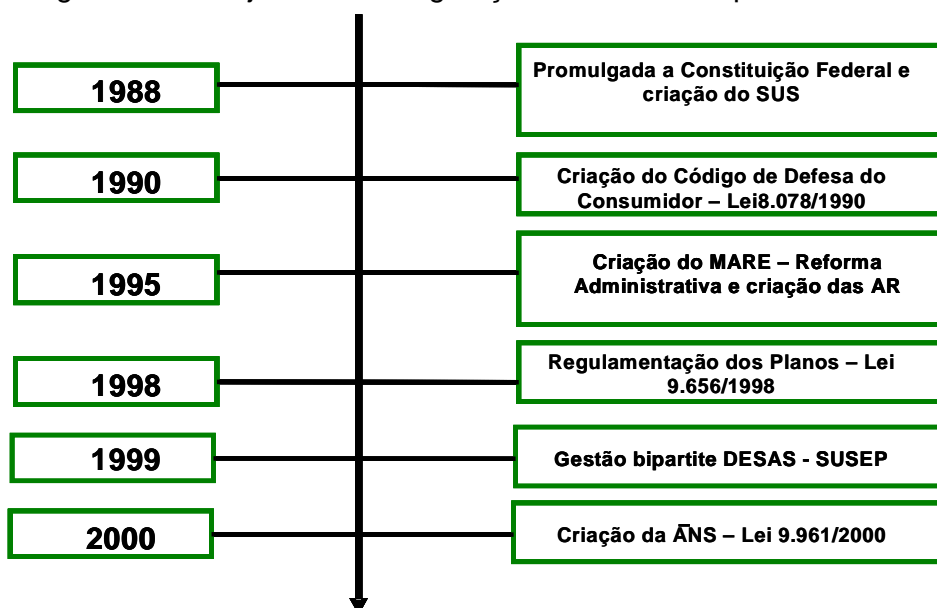 1988
Promulgada a Constituição Federal e
criação do SUS
1990
Criação do Código de Defesa do
Consumidor – Lei8.078/1990
1995
Criação do MARE – Reforma
Administrativa e criação das AR
1998
Regulamentação dos Planos – Lei
9.656/1998
1999
Gestão bipartite DESAS - SUSEP
2000
Criação da ANS – Lei 9.961/2000